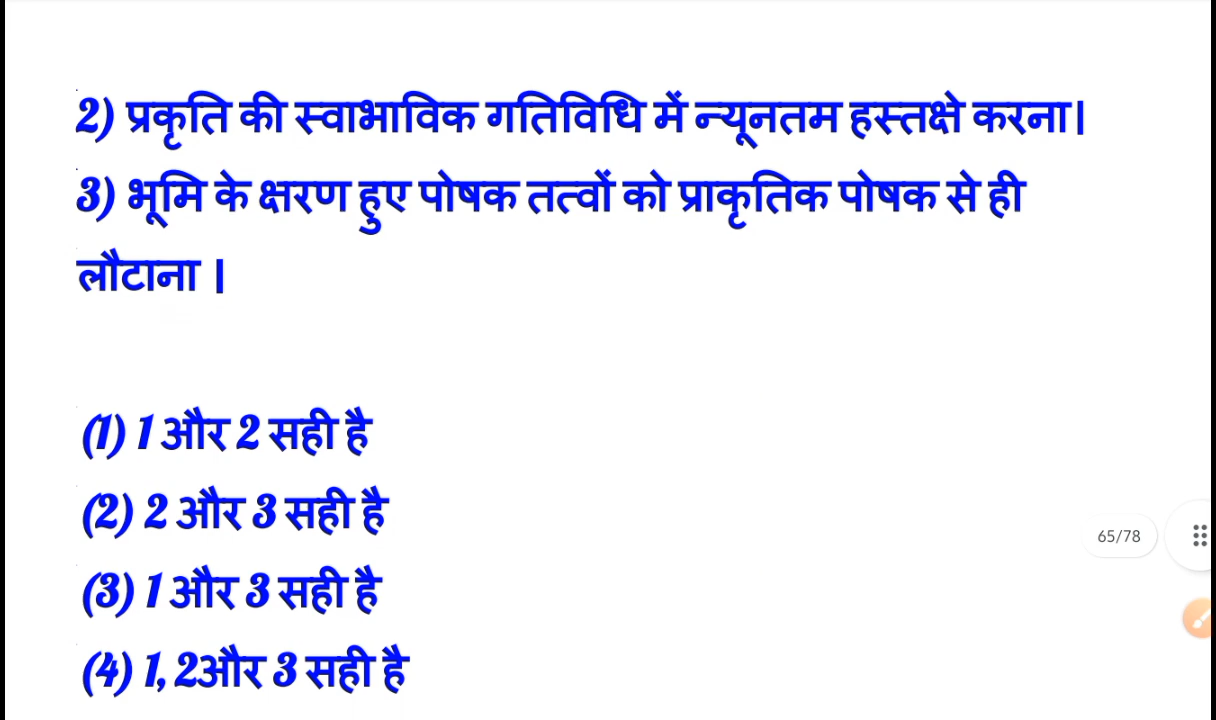 2) प्रकृति की स्वाभाविक गतिविधि में न्यूनतम हस्तक्षे करना।
3) भूमि के क्षरण हुए पोषक तत्वों को प्राकृतिक पोषक से ही
लौटाना ।
(1) 1 और 2 सही है
(2) 2 और 3 सही है
65/78
(3) 1 और 3 सही है
(4) 1, 2और 3 सही है